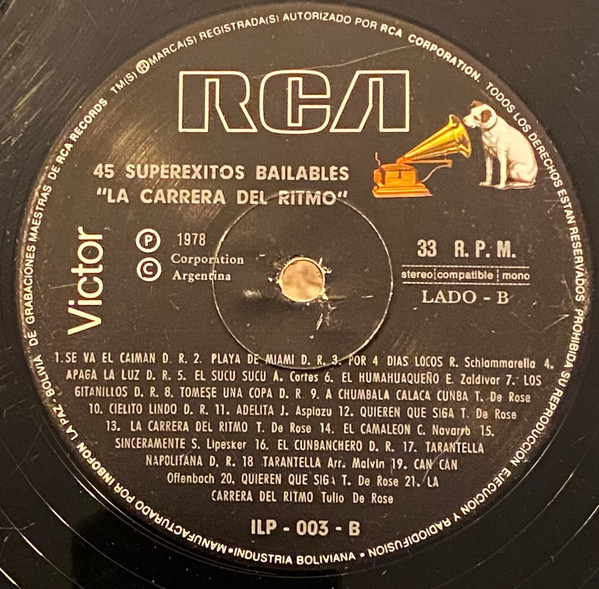 TM(S) ® MARCA(S) REGISTRADA(S) AUTORIZADO POR RCA CORPORATION. TODOS LOS DERECHOS ESTAN RESERVADOS PROHIBIDA SU REPRODUCCION, EJECUCION Y RADIODIFUSION
MANUFACTURADO POR INBOFON LA PAZ, BOLIVIA, DE GRABACIONES MAESTRAS DE RCA RECORDS
RCA
45 SUPEREXITOS BAILABLES
"LA CARRERA DEL RITMO"
Victor
Ⓟ 1978
© Corporation
Argentina
33 R. P. M.
stereo compatible mono
LADO - B
1.SE VA EL CAIMAN D. R. 2. PLAYA DE MIAMI D. R. 3. POR 4 DIAS LOCOS R. Schiammarella 4.
APAGA LA LUZ D. R. 5. EL SUCU SUCU A. Cortes 6. EL HUMAHUAQUEÑO E. Zaldivar 7. LOS
GITANILLOS D. R. 8. TOMESE UNA COPA D. R. 9. A CHUMBALA CALACA CUNBA T. De Rose
10. CIELITO LINDO D. R. 11. ADELITA J. Aspiazu 12. QUIEREN QUE SIGA T. De Rose
13. LA CARRERA DEL RITMO T. De Rose 14. EL CAMALEON C. Navarro 15.
SINCERAMENTE S. Lipesker 16. EL CUNBANCHERO D. R. 17. TARANTELLA
NAPOLITANA D. R. 18 TARANTELLA Arr. Malvin 19. CAN CAN
Offenbach 20. QUIEREN QUE SIGA T. De Rose 21. LA
CARRERA DEL RITMO Tulio De Rose
ILP - 003 - B
•INDUSTRIA BOLIVIANA•